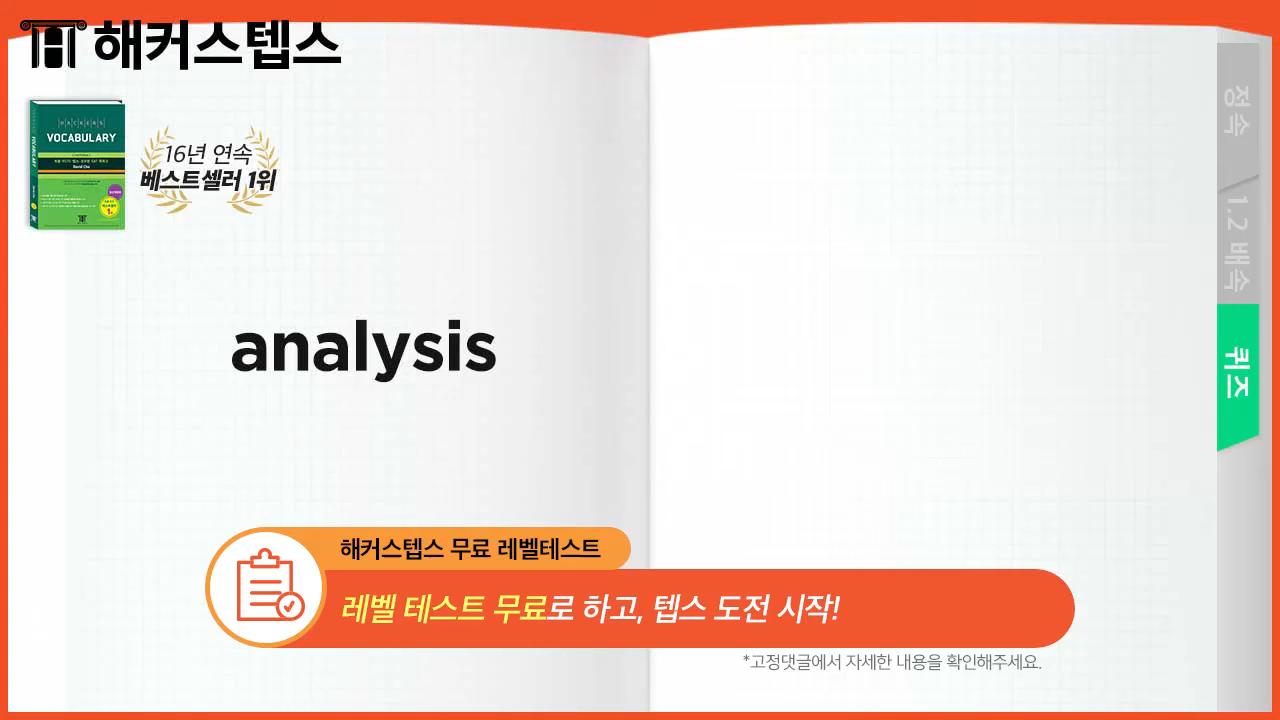 해커스텝스
HACKERS
VOCABULARY
David Cho
16년 연속
베스트셀러 1위
정속
1.2 배속
퀴즈
analysis
해커스텝스 무료 레벨테스트
레벨 테스트 무료로 하고, 텝스 도전 시작!
*고정댓글에서 자세한 내용을 확인해주세요.